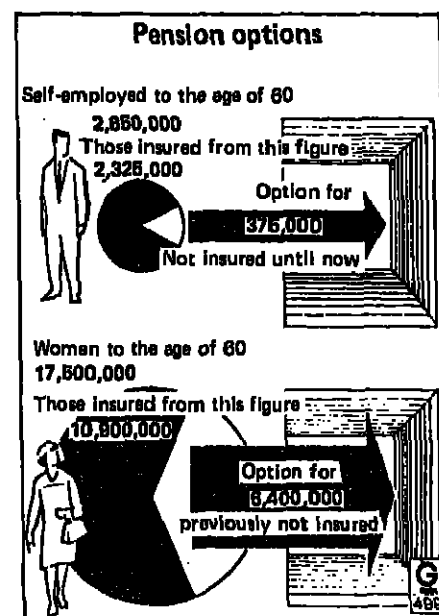 Pension options
Self-employed to the age of 60
2,650,000
Those insured from this figure
2,325,000
Option for
375,000
Not insured until now
Women to the age of 60
17,500,000
Those insured from this figure
10,900,000
Option for
6,400,000
previously not insured
G